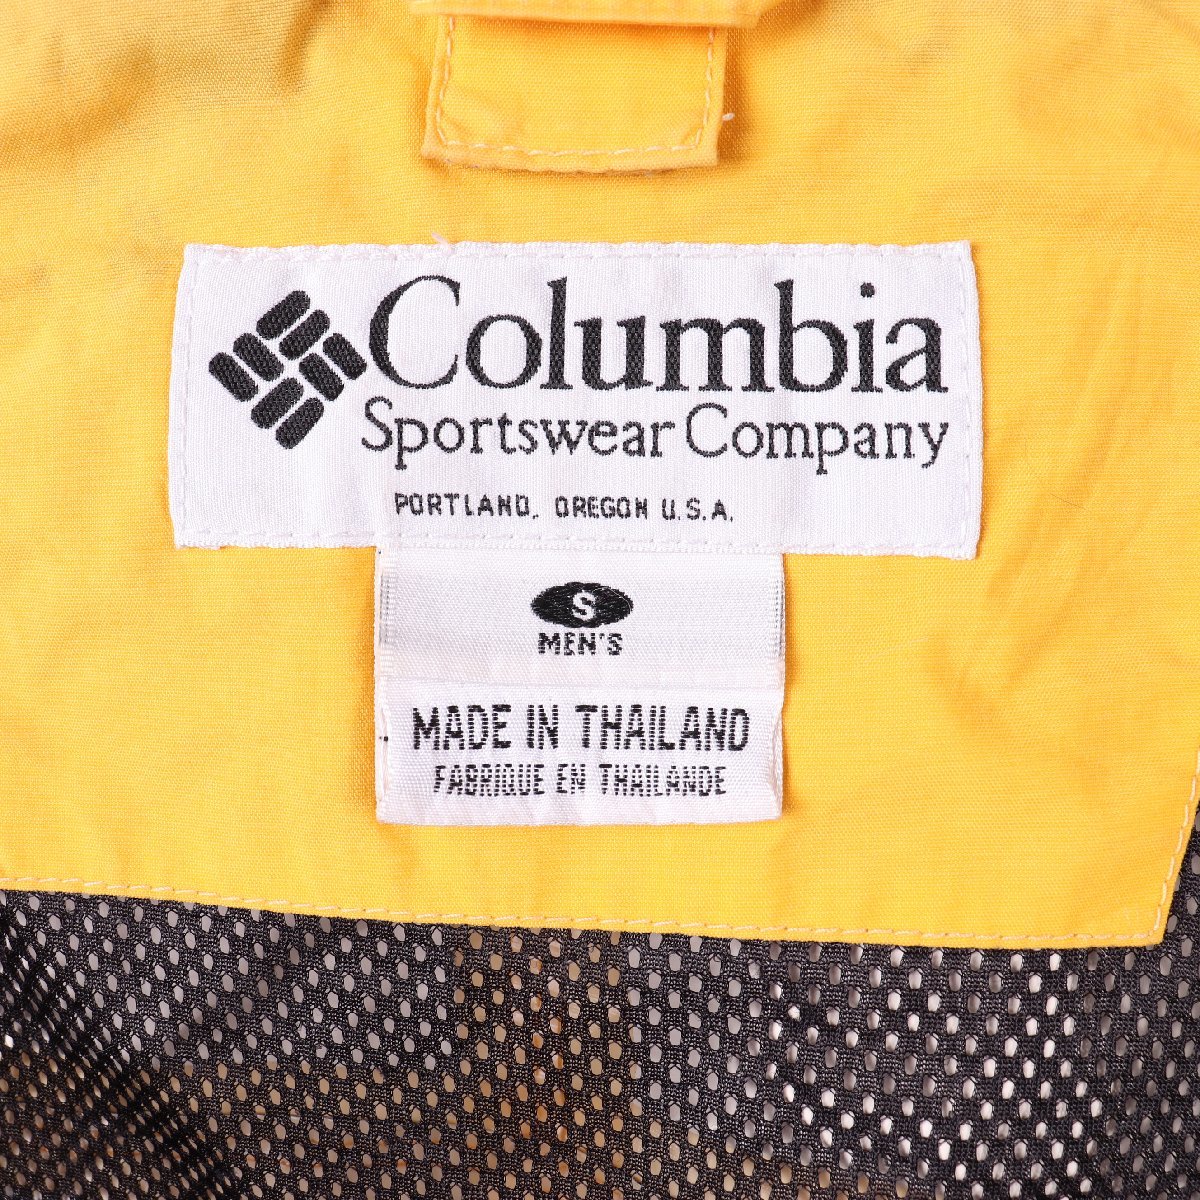 Columbia
Sportswear Company
PORTLAND, OREGON U.S.A.
S
MEN'S
MADE IN THAILAND
FABRIQUE EN THAILANDE